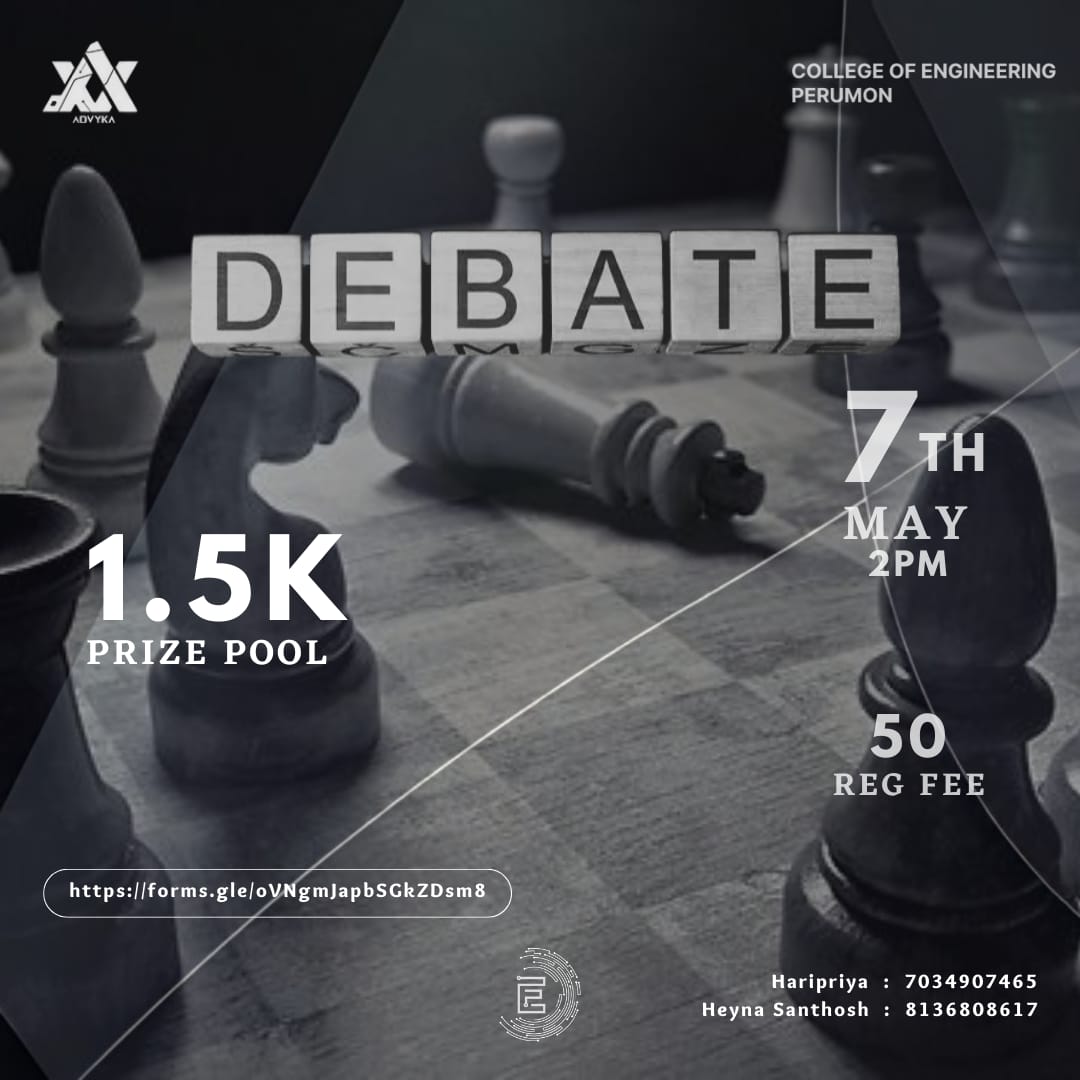 ADVYKA
COLLEGE OF ENGINEERING
PERUMON
DEBATE
7TH
MAY
2PM
1.5K
PRIZE POOL
50
REG FEE
https://forms.gle/oVNgmJapbSGkZDsm8
Haripriya : 7034907465
Heyna Santhosh : 8136808617